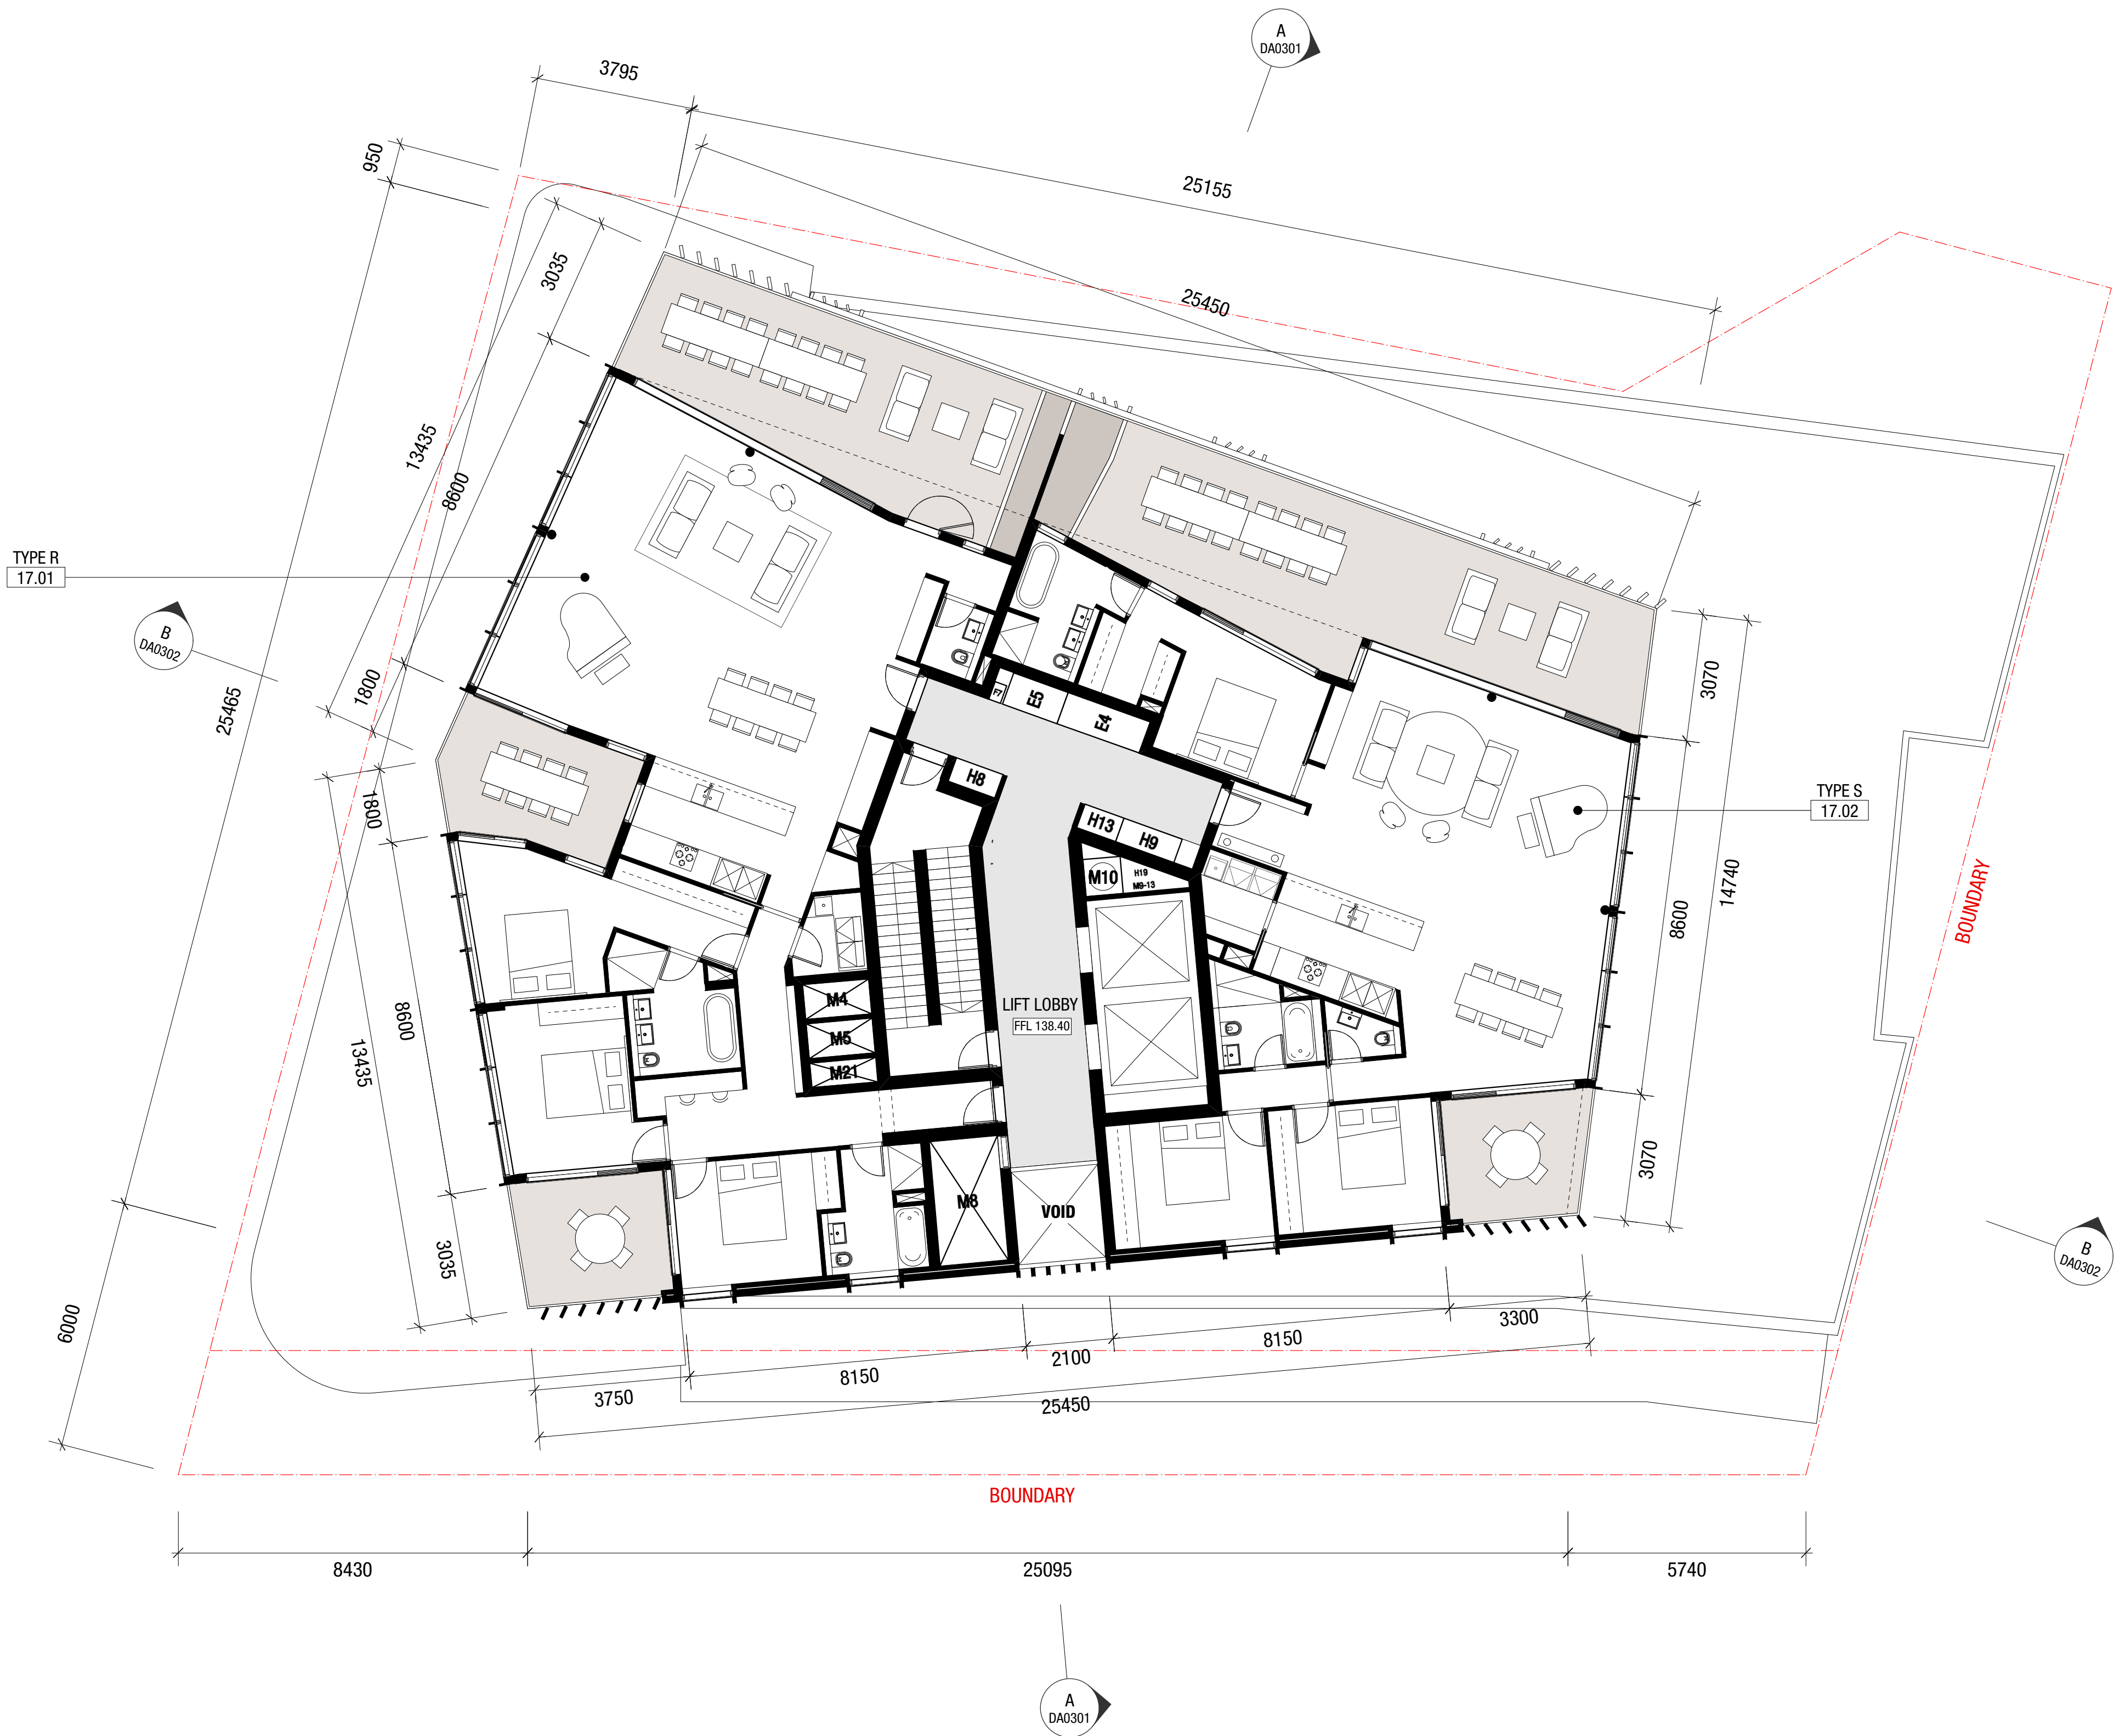 A
DA0301
3795
950
25155
3035
25450
13435
8600
TYPE R
17.01
B
DA0302
1800
25465
3070
F7
E5
E4
H8
1800
H13
H9
TYPE S
17.02
M10
H19
M9-13
14740
8600
BOUNDARY
LIFT LOBBY
FFL 138.40
M4
M5
M21
8600
13435
3070
M8
VOID
3035
B
DA0302
6000
3300
8150
2100
8150
3750
25450
BOUNDARY
8430
25095
5740
A
DA0301